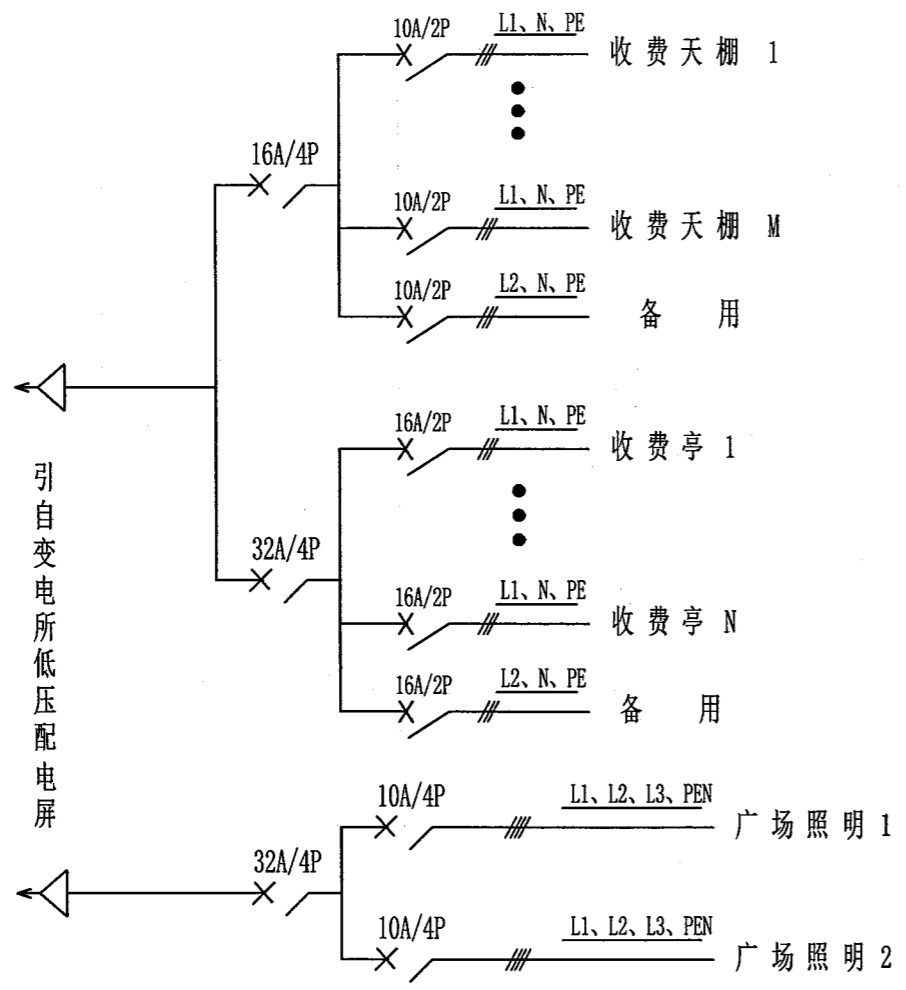 10A/2P
L1、N、PE
收费天棚 1
16A/4P
10A/2P
L1、N、PE
收费天棚 M
10A/2P
L2、N、PE
备 用
16A/2P
L1、N、PE
收费亭 1
32A/4P
16A/2P
L1、N、PE
收费亭 N
16A/2P
L2、N、PE
备 用
引自变电所低压配电屏
10A/4P
L1、L2、L3、PEN
广场照明 1
32A/4P
10A/4P
L1、L2、L3、PEN
广场照明 2